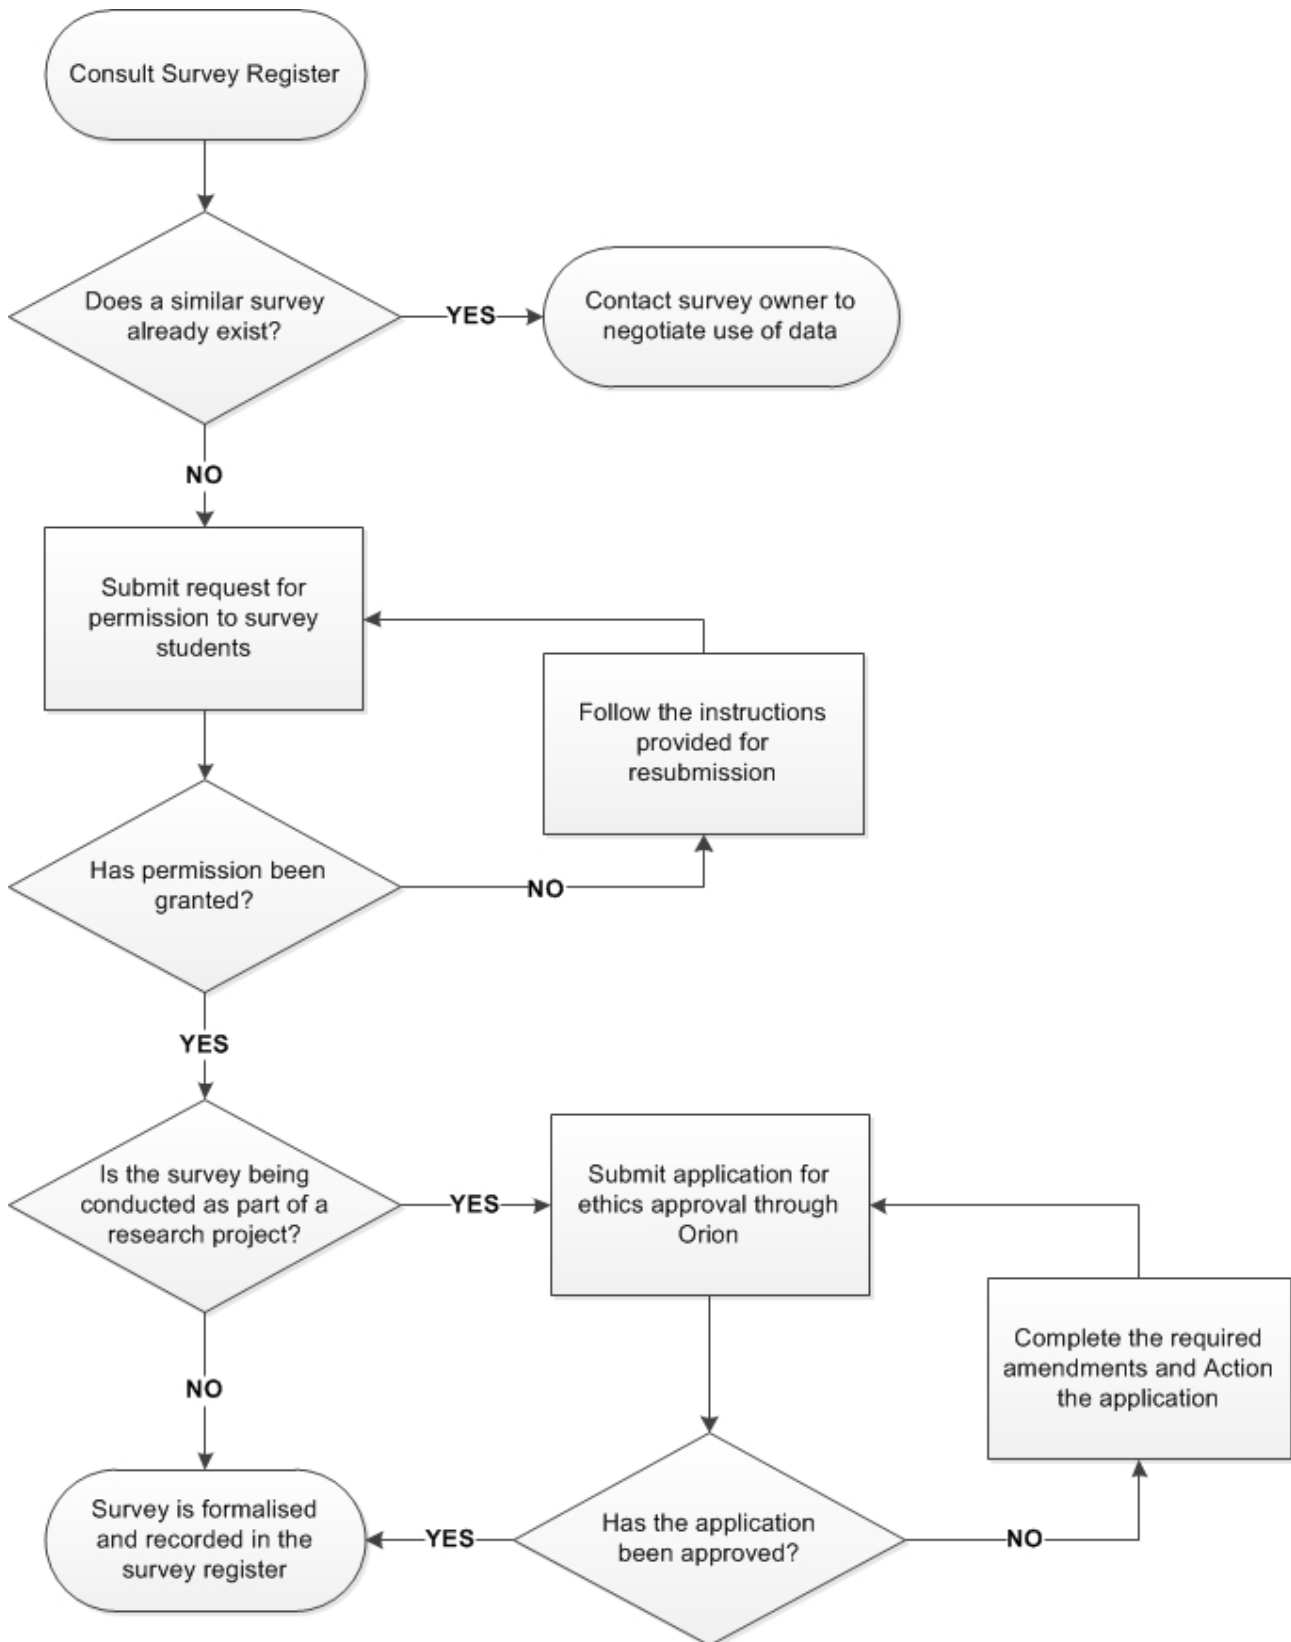 Consult Survey Register
Does a similar survey
already exist?
YES
Contact survey owner to
negotiate use of data
NO
Submit request for
permission to survey
students
Follow the instructions
provided for
resubmission
Has permission been
granted?
NO
YES
Is the survey being
conducted as part of a
research project?
YES
Submit application for
ethics approval through
Orion
Complete the required
amendments and Action
the application
NO
Survey is formalised
and recorded in the
survey register
YES
Has the application
been approved?
NO